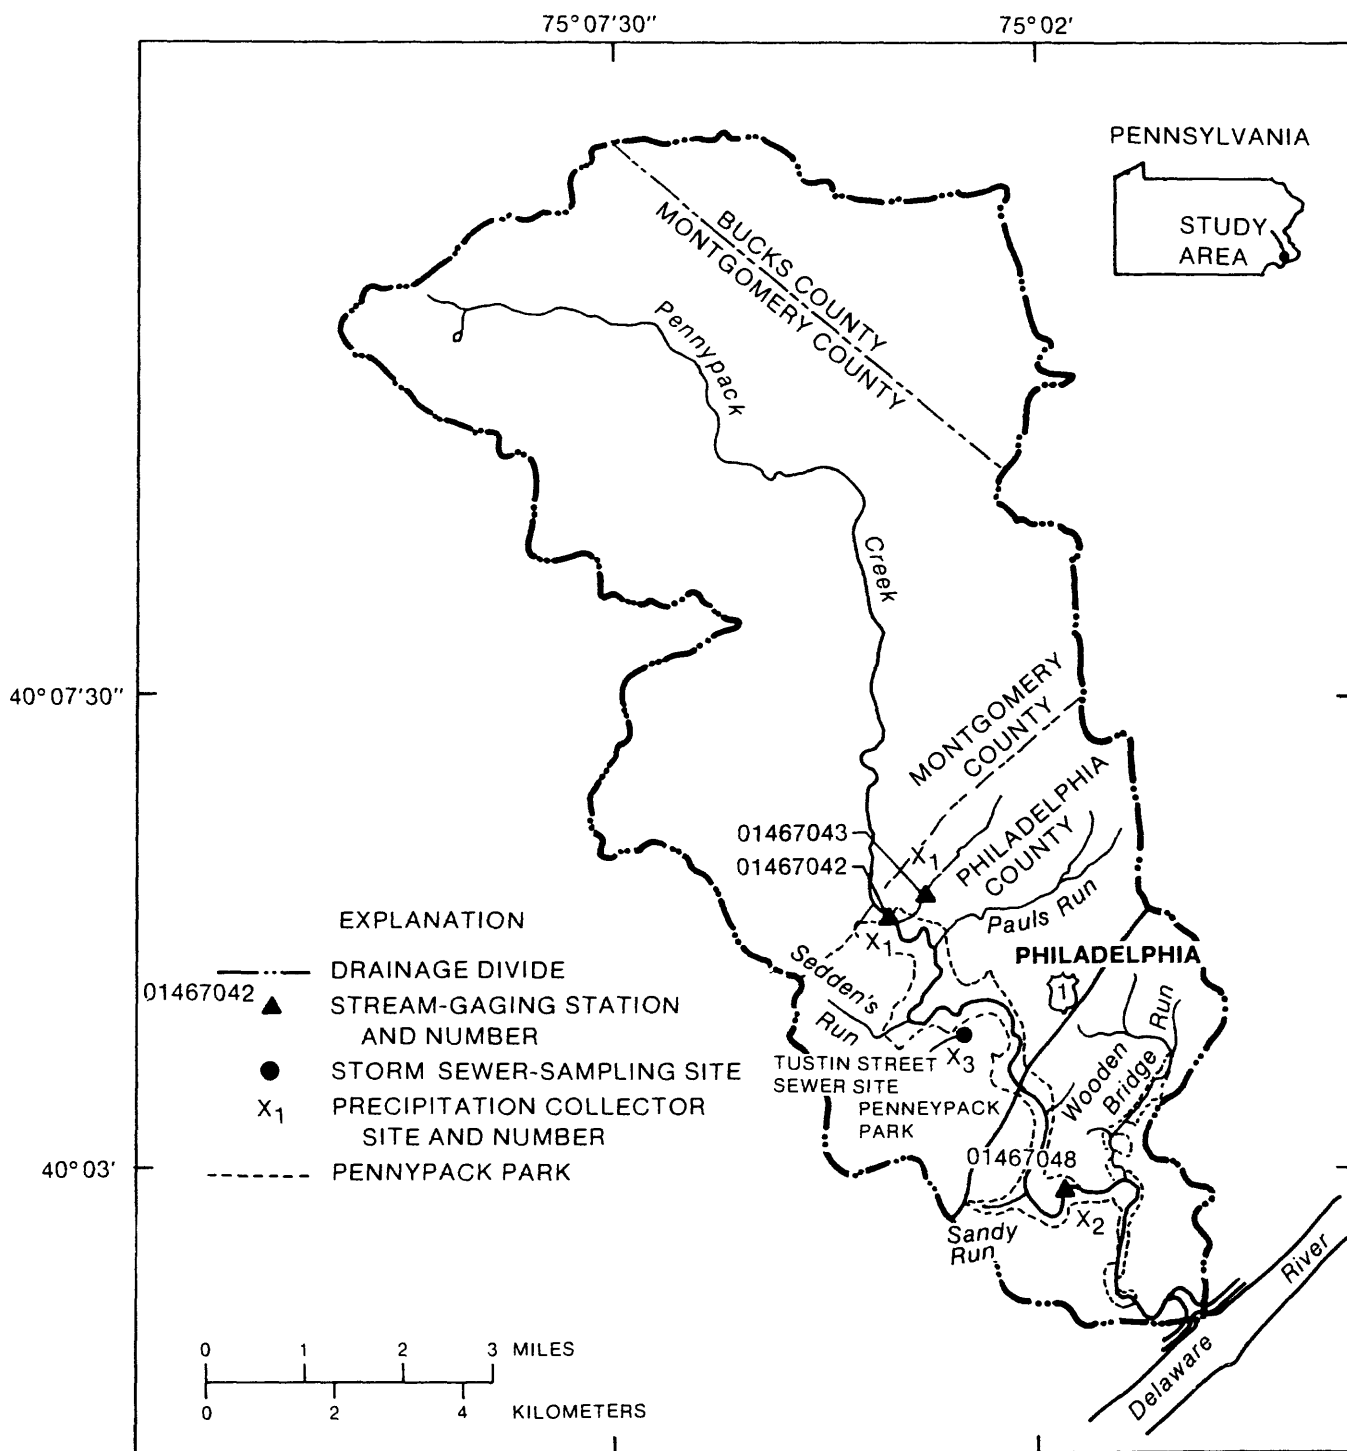 75°07'30"
75°02'
PENNSYLVANIA
STUDY
AREA
BUCKS COUNTY
MONTGOMERY COUNTY
Pennypack
Creek
40°07'30"
MONTGOMERY
COUNTY
PHILADELPHIA
COUNTY
01467043
X1
01467042
X1
Pauls Run
PHILADELPHIA
1
Sedden's
Run
TUSTIN STREET
SEWER SITE
X3
PENNEYPACK
PARK
Wooden
Bridge
Run
01467048
X2
Sandy
Run
40°03'
EXPLANATION
DRAINAGE DIVIDE
01467042
STREAM-GAGING STATION
AND NUMBER
STORM SEWER-SAMPLING SITE
X1
PRECIPITATION COLLECTOR
SITE AND NUMBER
PENNYPACK PARK
0 1 2 3 MILES
0 2 4 KILOMETERS
Delaware
River